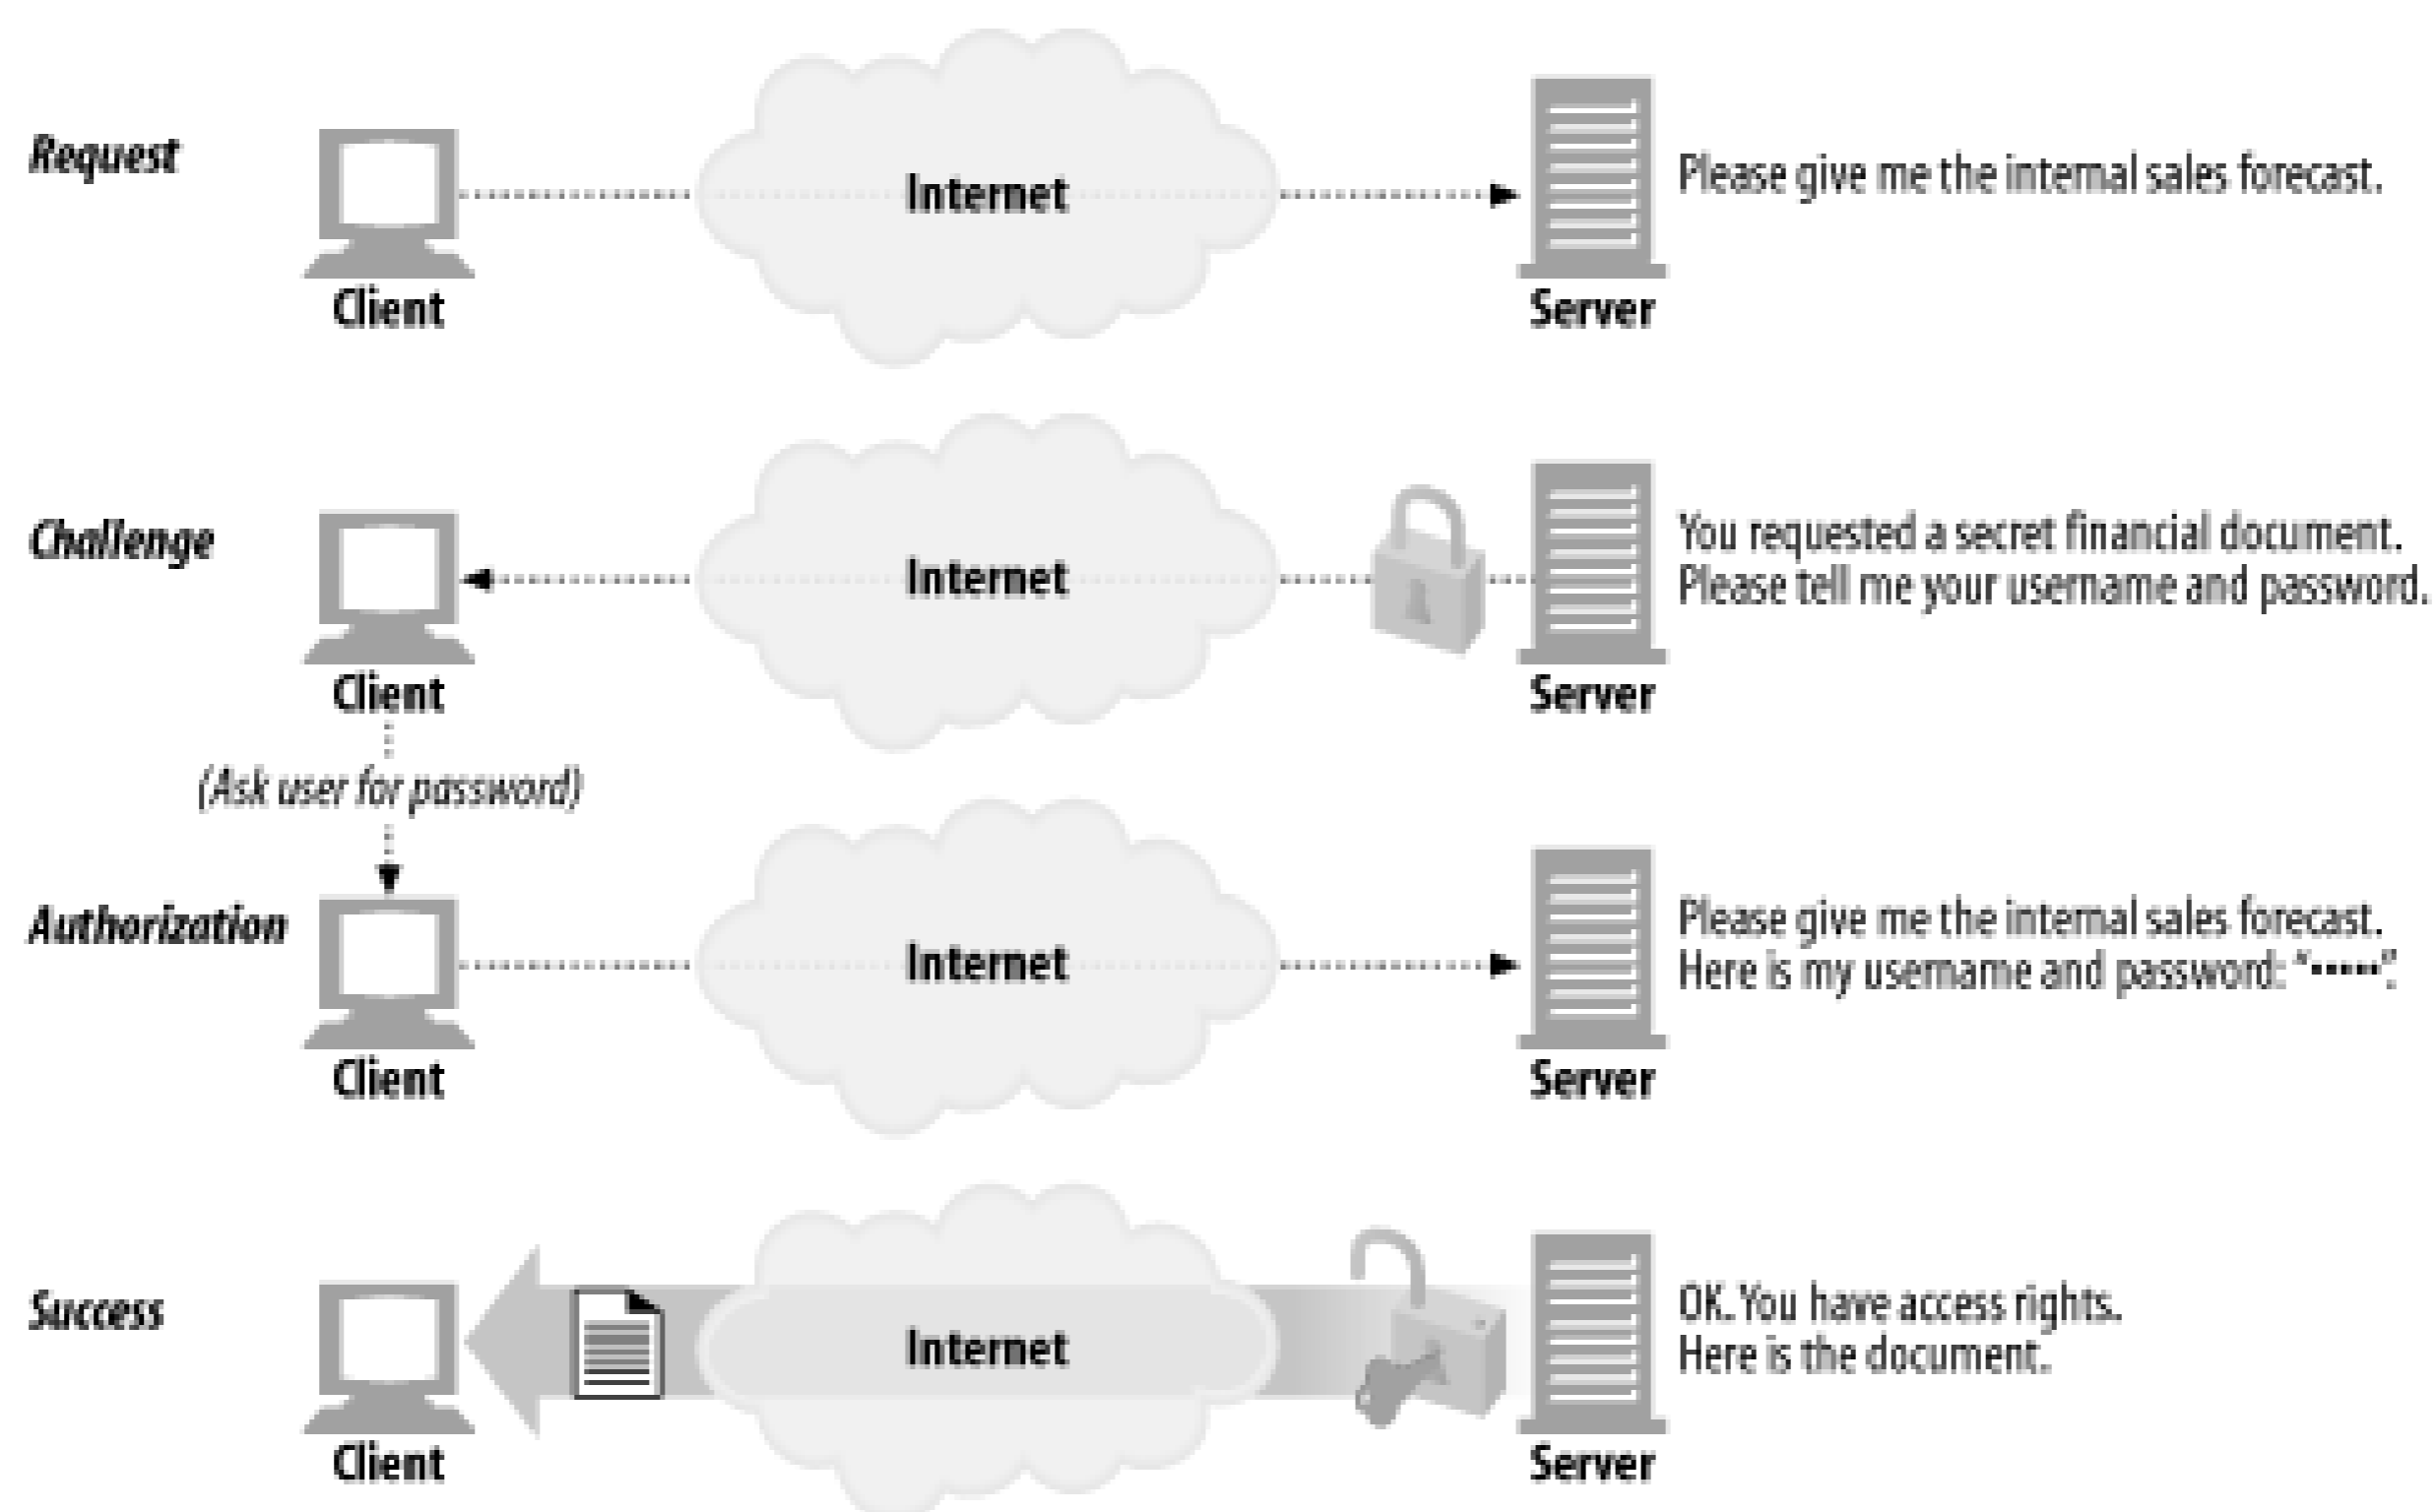 Request
Internet
Please give me the internal sales forecast.
Client
Server
Challenge
Internet
You requested a secret financial document.
Please tell me your username and password.
Client
Server
(Ask user for password)
Authorization
Internet
Please give me the internal sales forecast.
Here is my username and password: “•••••”.
Client
Server
Success
Internet
OK. You have access rights.
Here is the document.
Client
Server